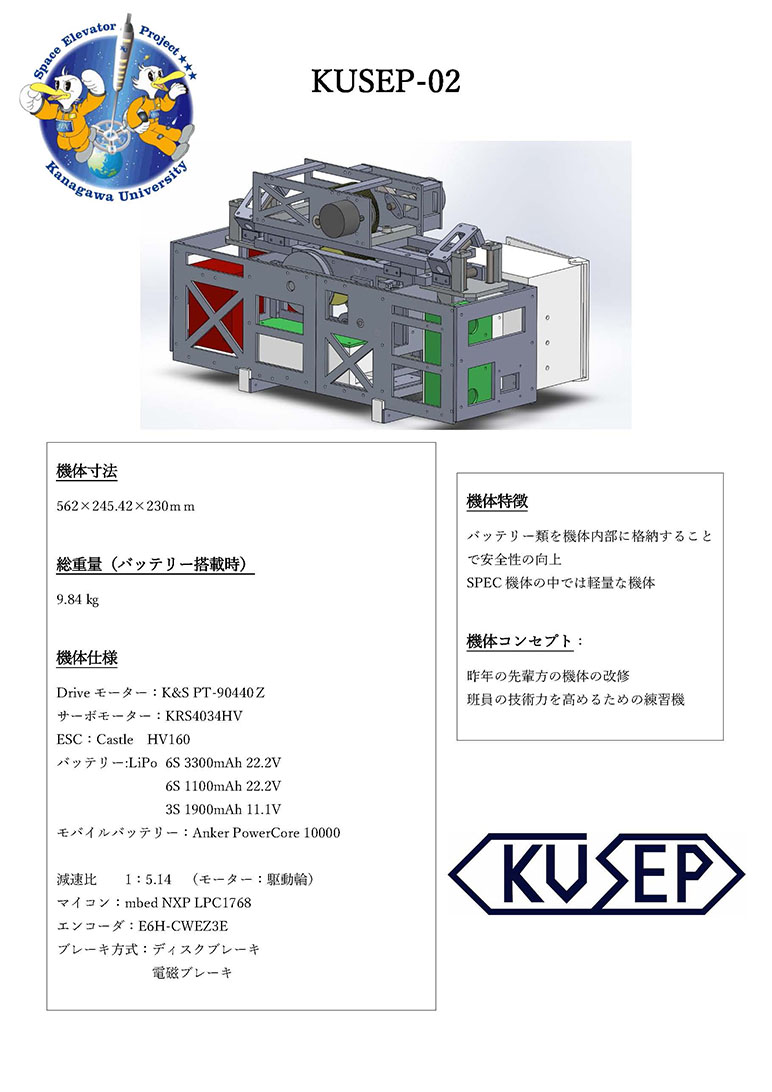 Space Elevator Project ★★★
Kanagawa University
KUSEP-02
機体寸法
562×245.42×230ｍｍ
総重量（バッテリー搭載時）
9.84 ㎏
機体仕様
Drive モーター：K&S PT-90440Ｚ
サーボモーター：KRS4034HV
ESC：Castle　HV160
バッテリー:LiPo 6S 3300mAh 22.2V
6S 1100mAh 22.2V
3S 1900mAh 11.1V
モバイルバッテリー：Anker PowerCore 10000
減速比　　1：5.14　（モーター：駆動輪）
マイコン：mbed NXP LPC1768
エンコーダ：E6H-CWEZ3E
ブレーキ方式：ディスクブレーキ
電磁ブレーキ
機体特徴
バッテリー類を機体内部に格納すること
で安全性の向上
SPEC 機体の中では軽量な機体
機体コンセプト：
昨年の先輩方の機体の改修
班員の技術力を高めるための練習機
KUSEP